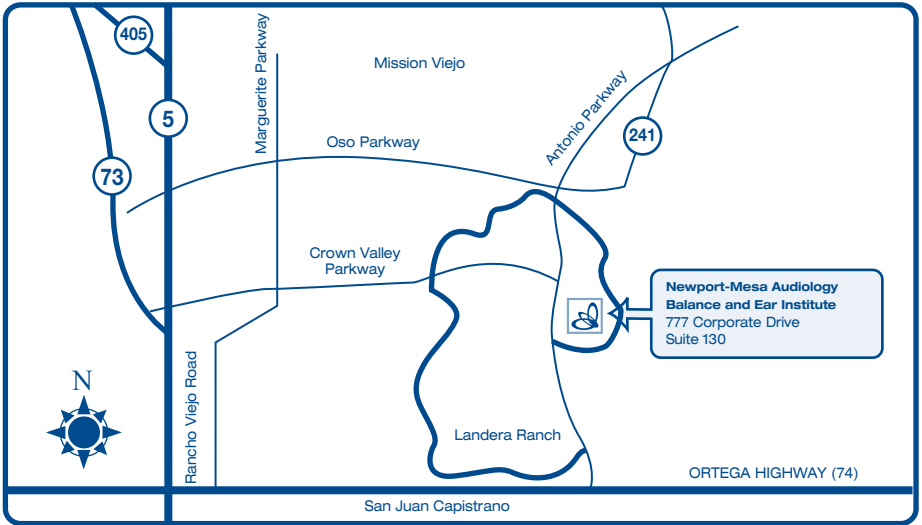 405
Marguerite Parkway
Mission Viejo
Antonio Parkway
5
241
Oso Parkway
73
Crown Valley
Parkway
Newport-Mesa Audiology
Balance and Ear Institute
777 Corporate Drive
Suite 130
N
Rancho Viejo Road
Landera Ranch
ORTEGA HIGHWAY (74)
San Juan Capistrano